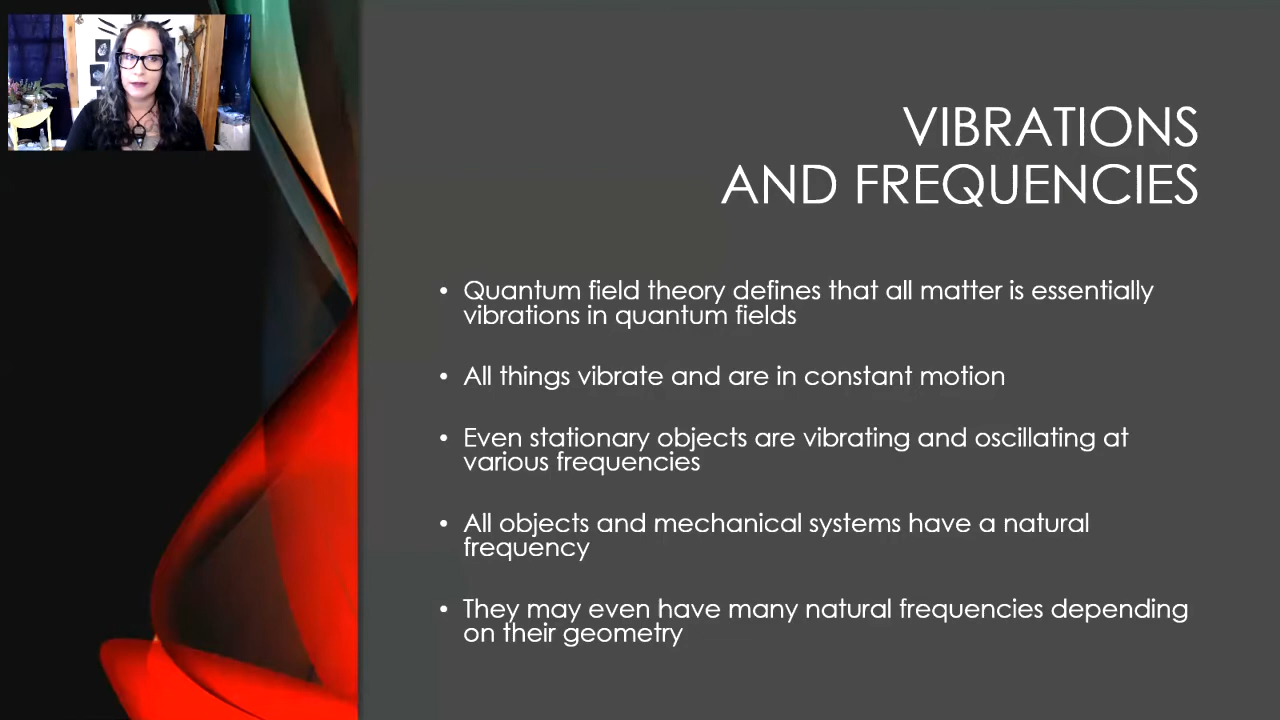 VIBRATIONS
AND FREQUENCIES
• Quantum field theory defines that all matter is essentially
vibrations in quantum fields
• All things vibrate and are in constant motion
• Even stationary objects are vibrating and oscillating at
various frequencies
• All objects and mechanical systems have a natural
frequency
• They may even have many natural frequencies depending
on their geometry